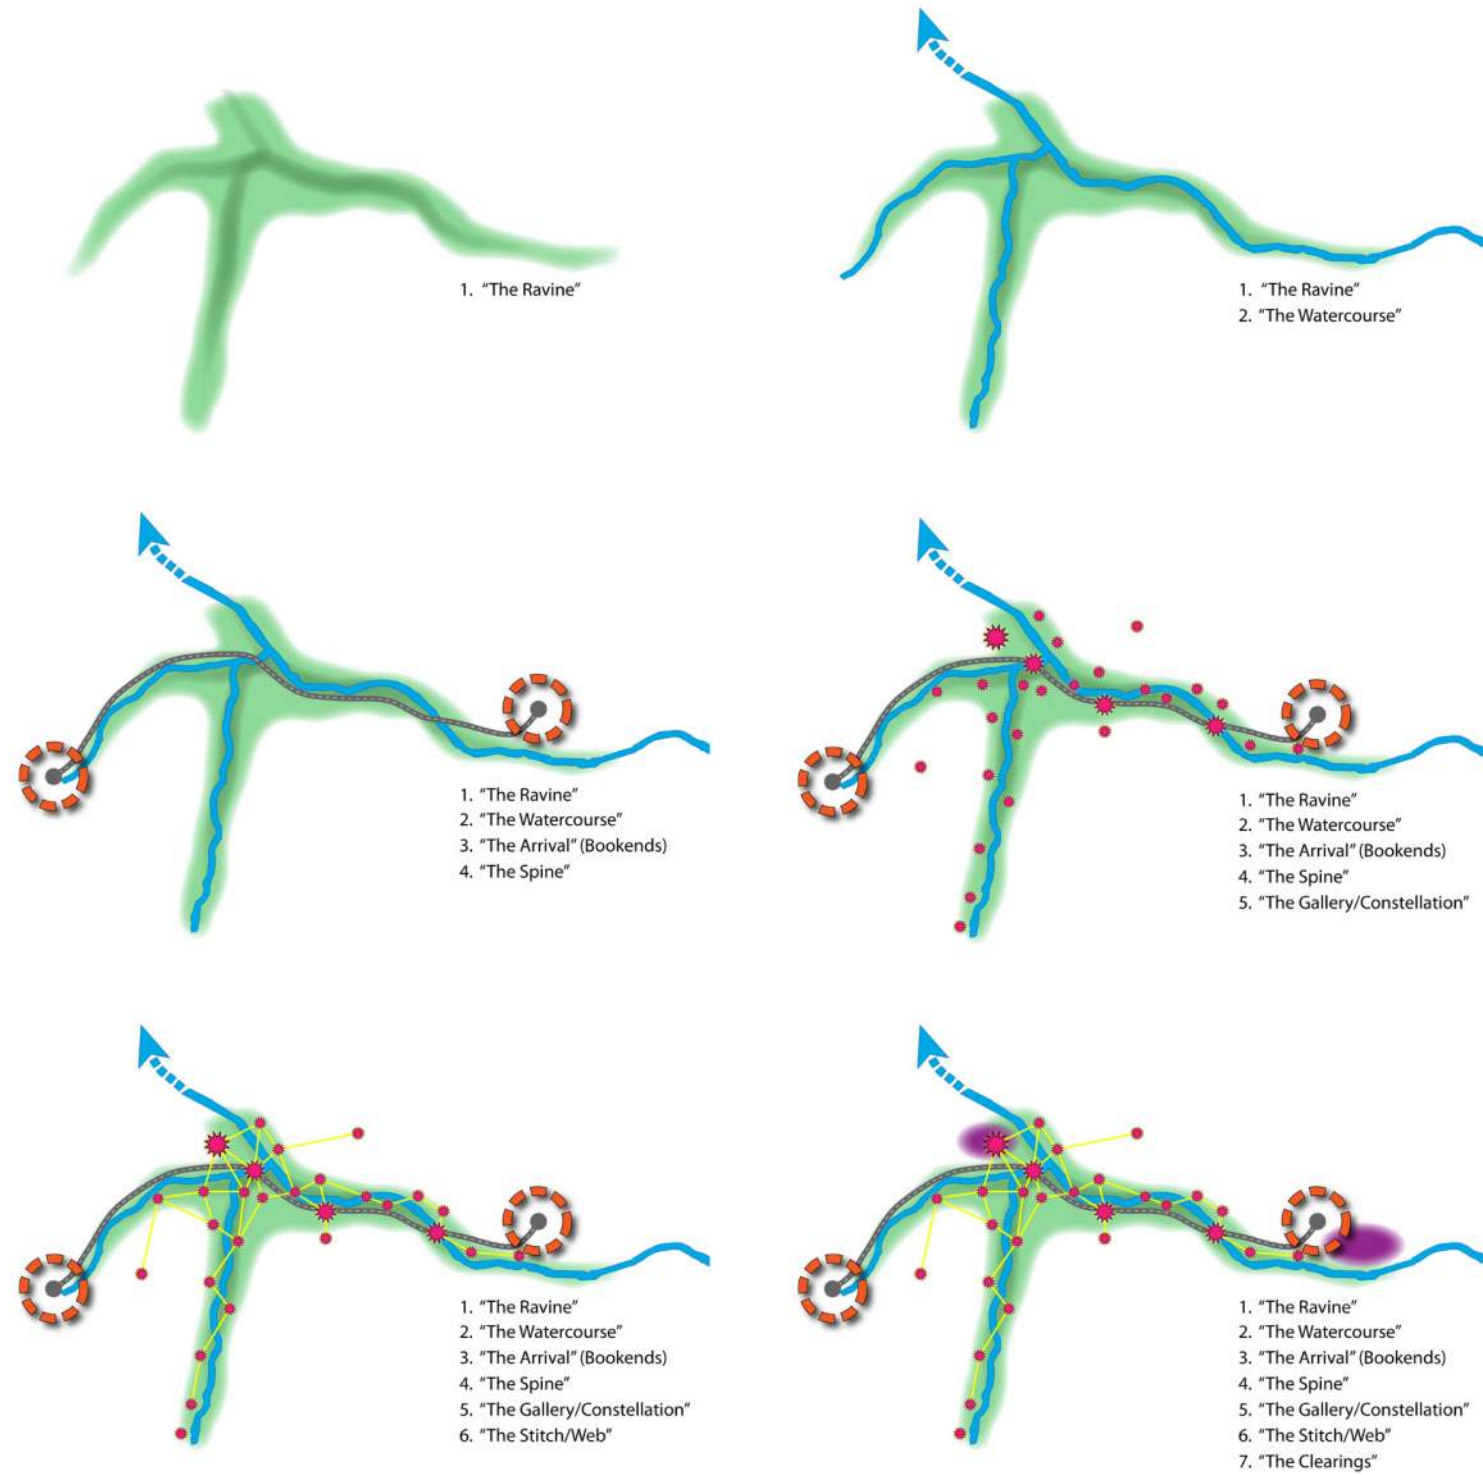 1. “The Ravine”
1. “The Ravine”
2. “The Watercourse”
1. “The Ravine”
2. “The Watercourse”
3. “The Arrival” (Bookends)
4. “The Spine”
1. “The Ravine”
2. “The Watercourse”
3. “The Arrival” (Bookends)
4. “The Spine”
5. “The Gallery/Constellation”
1. “The Ravine”
2. “The Watercourse”
3. “The Arrival” (Bookends)
4. “The Spine”
5. “The Gallery/Constellation”
6. “The Stitch/Web”
1. “The Ravine”
2. “The Watercourse”
3. “The Arrival” (Bookends)
4. “The Spine”
5. “The Gallery/Constellation”
6. “The Stitch/Web”
7. “The Clearings”